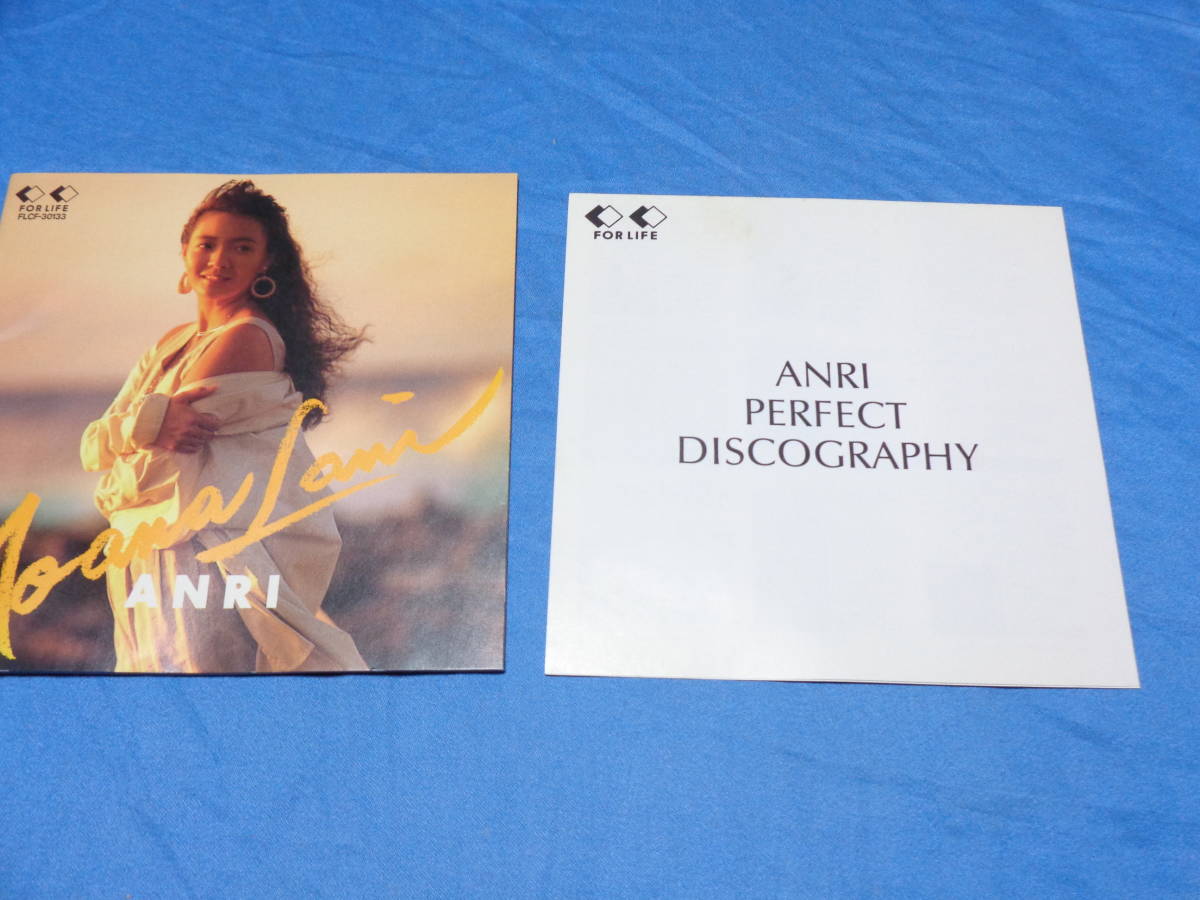 FOR LIFE
FLCF-30133
Moana Lani
ANRI
FOR LIFE
ANRI
PERFECT
DISCOGRAPHY